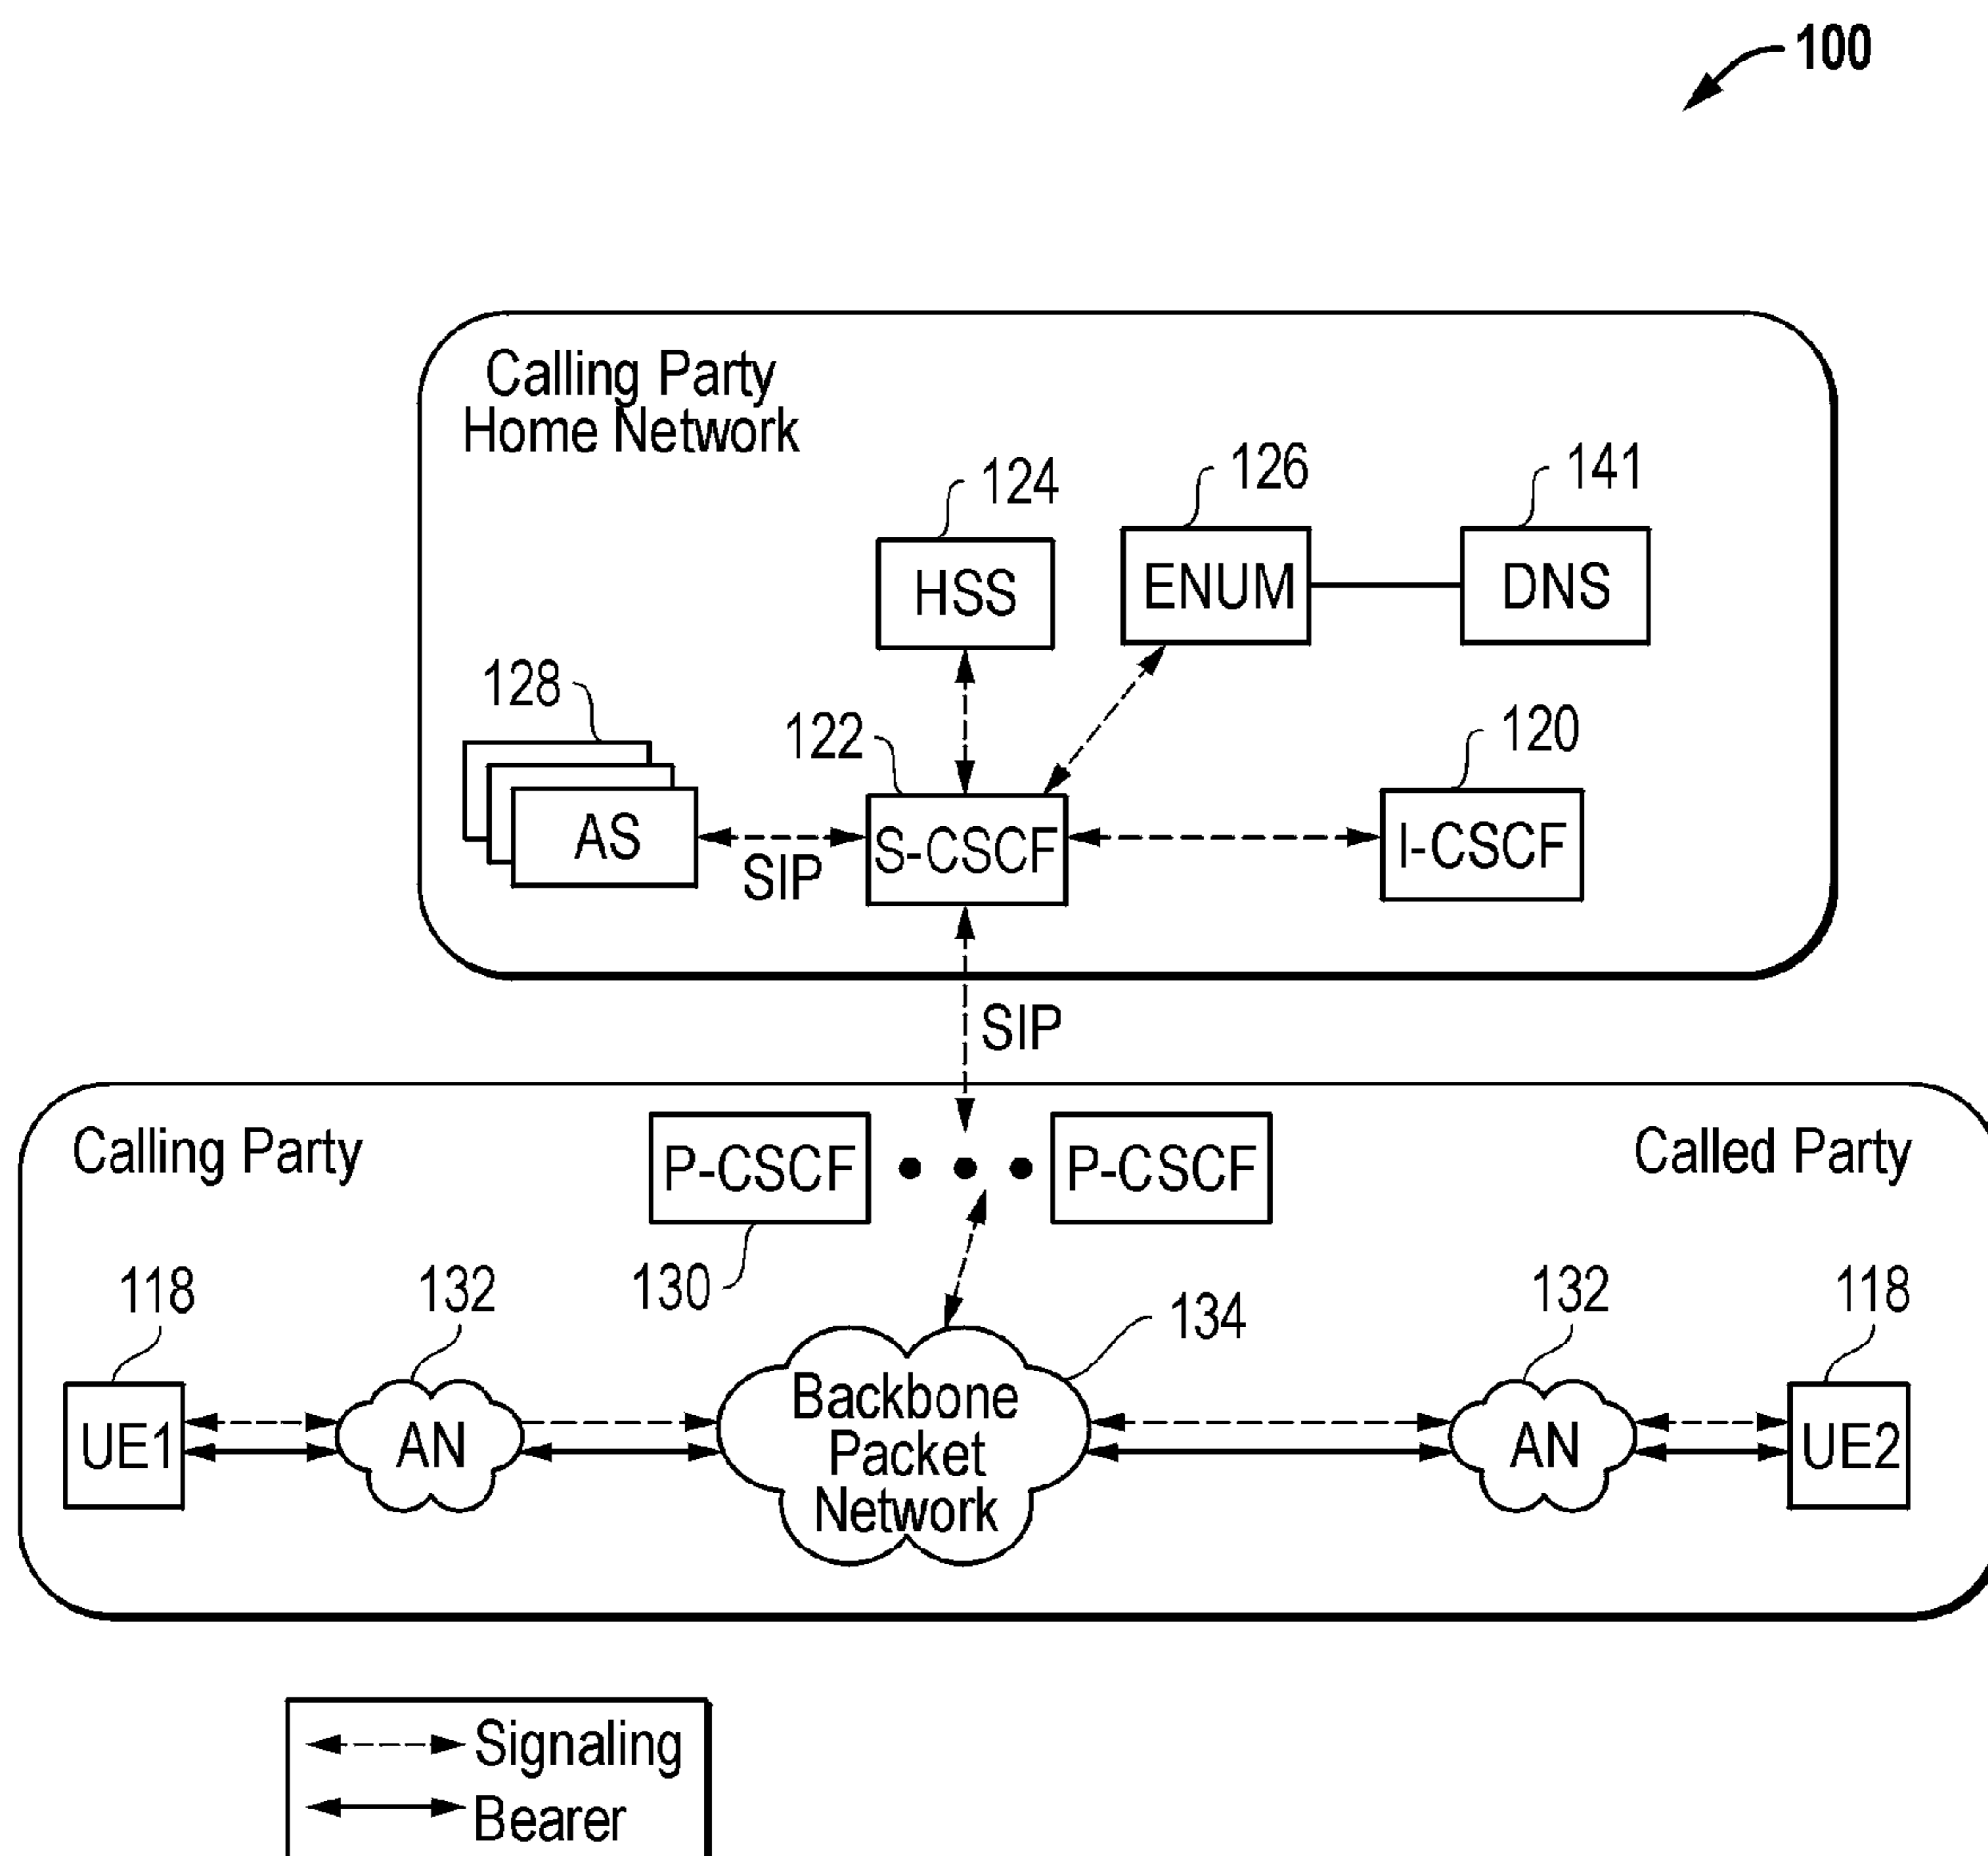 100
Calling Party
Home Network
124
126
141
HSS
ENUM
DNS
128
122
120
AS
SIP
S-CSCF
I-CSCF
SIP
Calling Party
P-CSCF
P-CSCF
Called Party
118
132
130
134
132
118
UE1
AN
Backbone
Packet
Network
AN
UE2
Signaling
Bearer